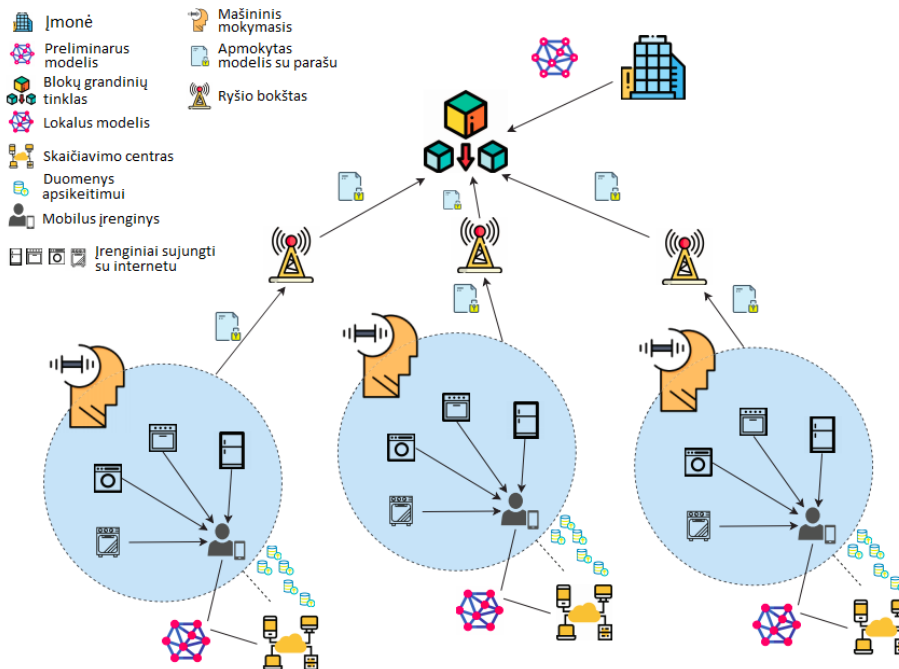 Įmonė
Preliminarus
modelis
Blokų grandinių
tinklas
Lokalus modelis
Skaičiavimo centras
Duomenys
apsikeitimui
Mobilus įrenginys
Įrenginiai sujungti
su internetu
Mašininis
mokymasis
Apmokytas
modelis su parašu
Ryšio bokštas